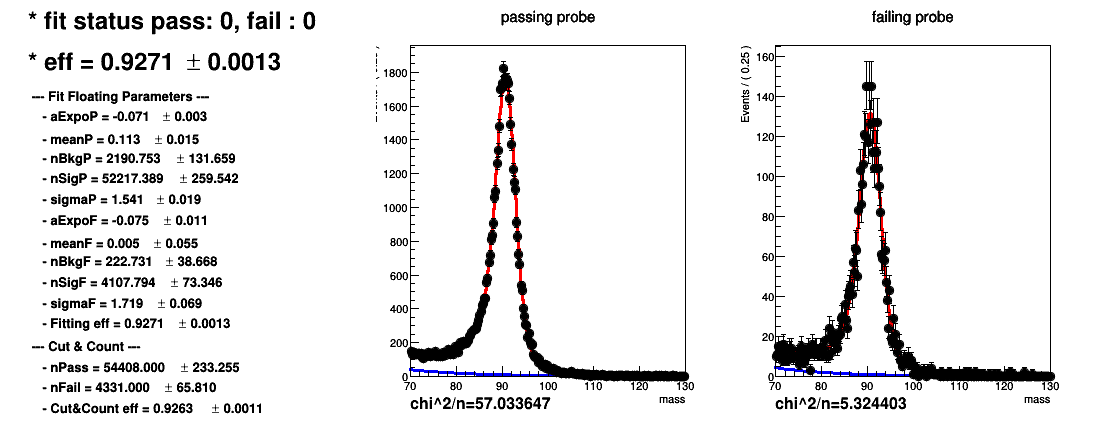 * fit status pass: 0, fail : 0
* eff = 0.9271 ± 0.0013
--- Fit Floating Parameters ---
- aExpoP = -0.071 ± 0.003
- meanP = 0.113 ± 0.015
- nBkgP = 2190.753 ± 131.659
- nSigP = 52217.389 ± 259.542
- sigmaP = 1.541 ± 0.019
- aExpoF = -0.075 ± 0.011
- meanF = 0.005 ± 0.055
- nBkgF = 222.731 ± 38.668
- nSigF = 4107.794 ± 73.346
- sigmaF = 1.719 ± 0.069
- Fitting eff = 0.9271 ± 0.0013
--- Cut & Count ---
- nPass = 54408.000 ± 233.255
- nFail = 4331.000 ± 65.810
- Cut&Count eff = 0.9263 ± 0.0011
passing probe
1800
1600
1400
1200
1000
800
600
400
200
0
70 80 90 100 110 120 130
mass
chi^2/n=57.033647
failing probe
Events / ( 0.25 )
160
140
120
100
80
60
40
20
0
70 80 90 100 110 120 130
mass
chi^2/n=5.324403